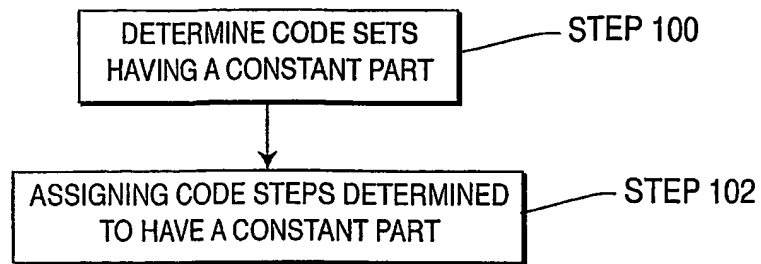 DETERMINE CODE SETS
HAVING A CONSTANT PART
STEP 100
ASSIGNING CODE STEPS DETERMINED
TO HAVE A CONSTANT PART
STEP 102